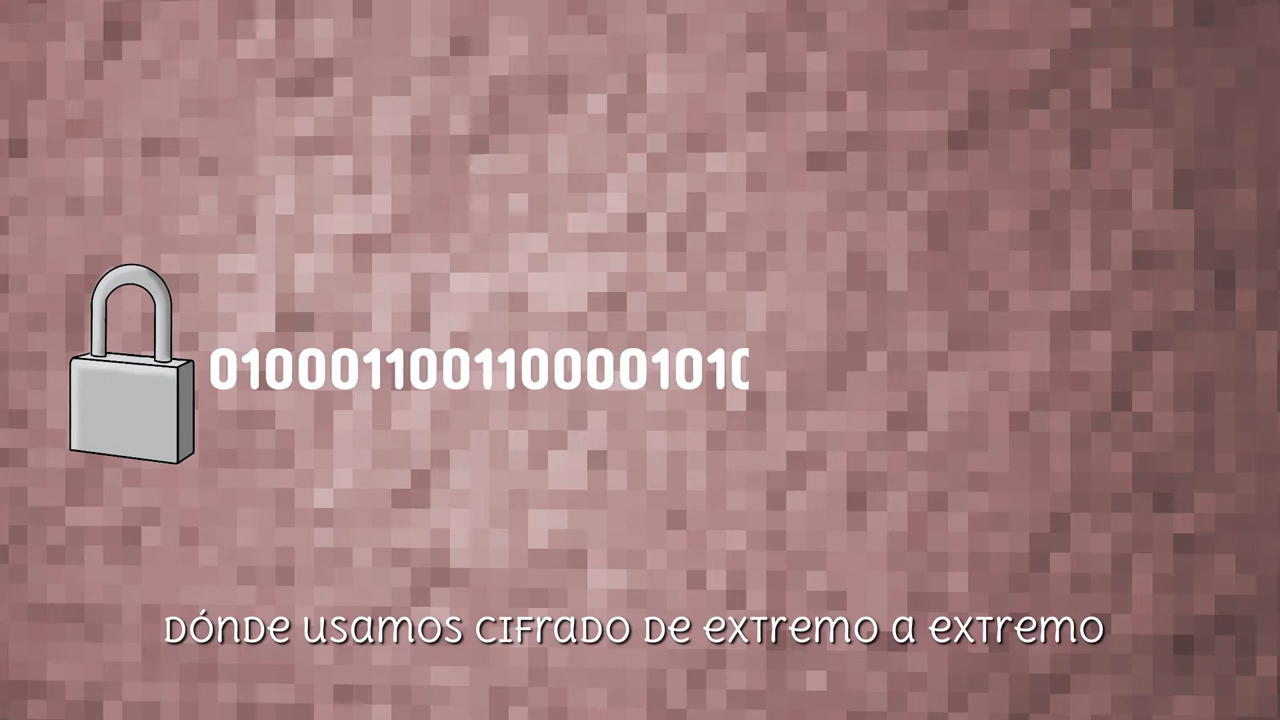 010001100110000101
Dónde usamos cifrado de extremo a extremo